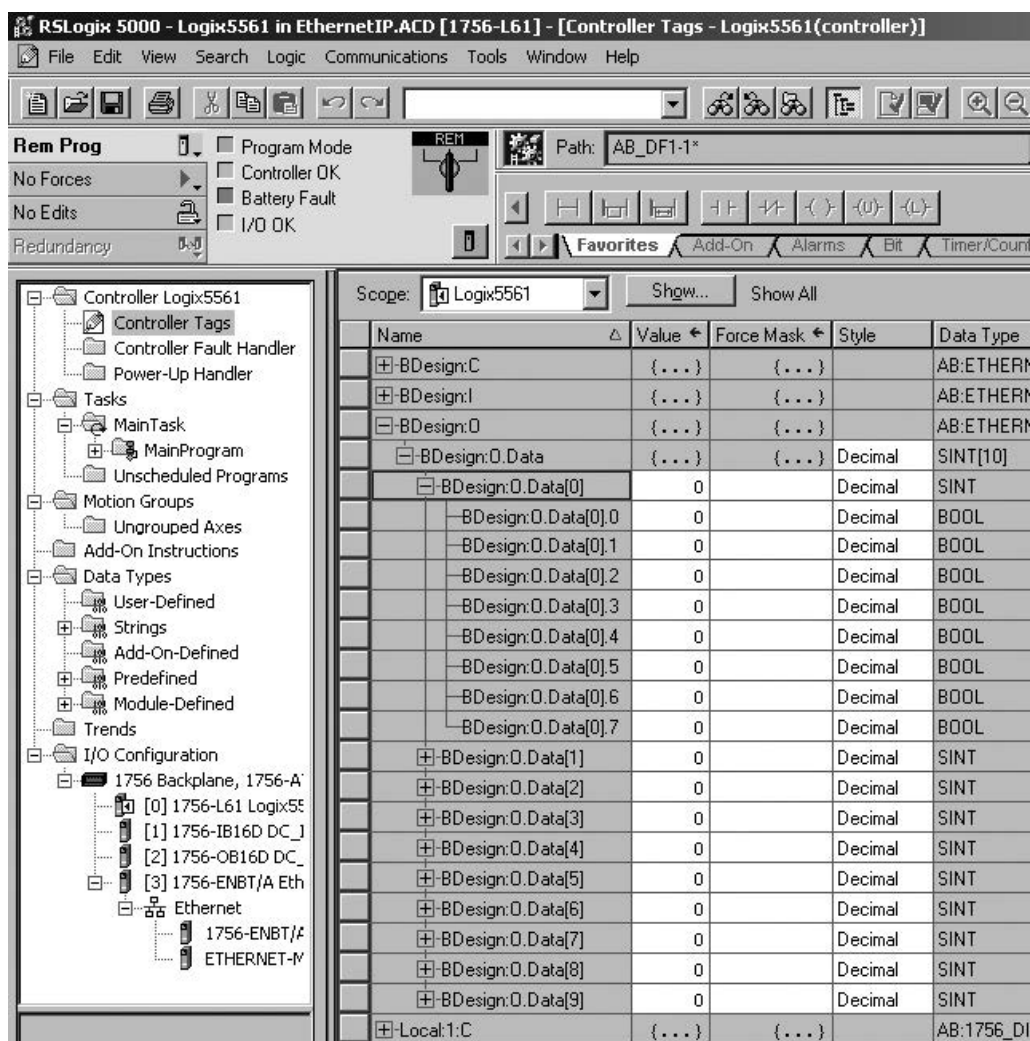 RSLogix 5000 - Logix5561 in EthernetIP.ACD [1756-L61] - [Controller Tags - Logix5561(controller)]
File Edit View Search Logic Communications Tools Window Help
Rem Prog
No Forces
No Edits
Redundancy
Program Mode
Controller OK
Battery Fault
I/O OK
REM
Path: AB_DF1-1*
Favorites Add-On Alarms Bit Timer/Count
Controller Logix5561
Controller Tags
Controller Fault Handler
Power-Up Handler
Tasks
MainTask
MainProgram
Unscheduled Programs
Motion Groups
Ungrouped Axes
Add-On Instructions
Data Types
User-Defined
Strings
Add-On-Defined
Predefined
Module-Defined
Trends
I/O Configuration
1756 Backplane, 1756-A
[0] 1756-L61 Logix55
[1] 1756-IB16D DC_I
[2] 1756-OB16D DC_
[3] 1756-ENBT/A Eth
Ethernet
1756-ENBT/A
ETHERNET-M
Scope: Logix5561 Show... Show All
Name Value Force Mask Style Data Type
BDesign:C {...} {...} AB:ETHERN
BDesign:I {...} {...} AB:ETHERN
BDesign:O {...} {...} AB:ETHERN
BDesign:O.Data {...} {...} Decimal SINT[10]
BDesign:O.Data[0] 0 Decimal SINT
BDesign:O.Data[0].0 0 Decimal BOOL
BDesign:O.Data[0].1 0 Decimal BOOL
BDesign:O.Data[0].2 0 Decimal BOOL
BDesign:O.Data[0].3 0 Decimal BOOL
BDesign:O.Data[0].4 0 Decimal BOOL
BDesign:O.Data[0].5 0 Decimal BOOL
BDesign:O.Data[0].6 0 Decimal BOOL
BDesign:O.Data[0].7 0 Decimal BOOL
BDesign:O.Data[1] 0 Decimal SINT
BDesign:O.Data[2] 0 Decimal SINT
BDesign:O.Data[3] 0 Decimal SINT
BDesign:O.Data[4] 0 Decimal SINT
BDesign:O.Data[5] 0 Decimal SINT
BDesign:O.Data[6] 0 Decimal SINT
BDesign:O.Data[7] 0 Decimal SINT
BDesign:O.Data[8] 0 Decimal SINT
BDesign:O.Data[9] 0 Decimal SINT
Local:1:C {...} {...} AB:1756_DI